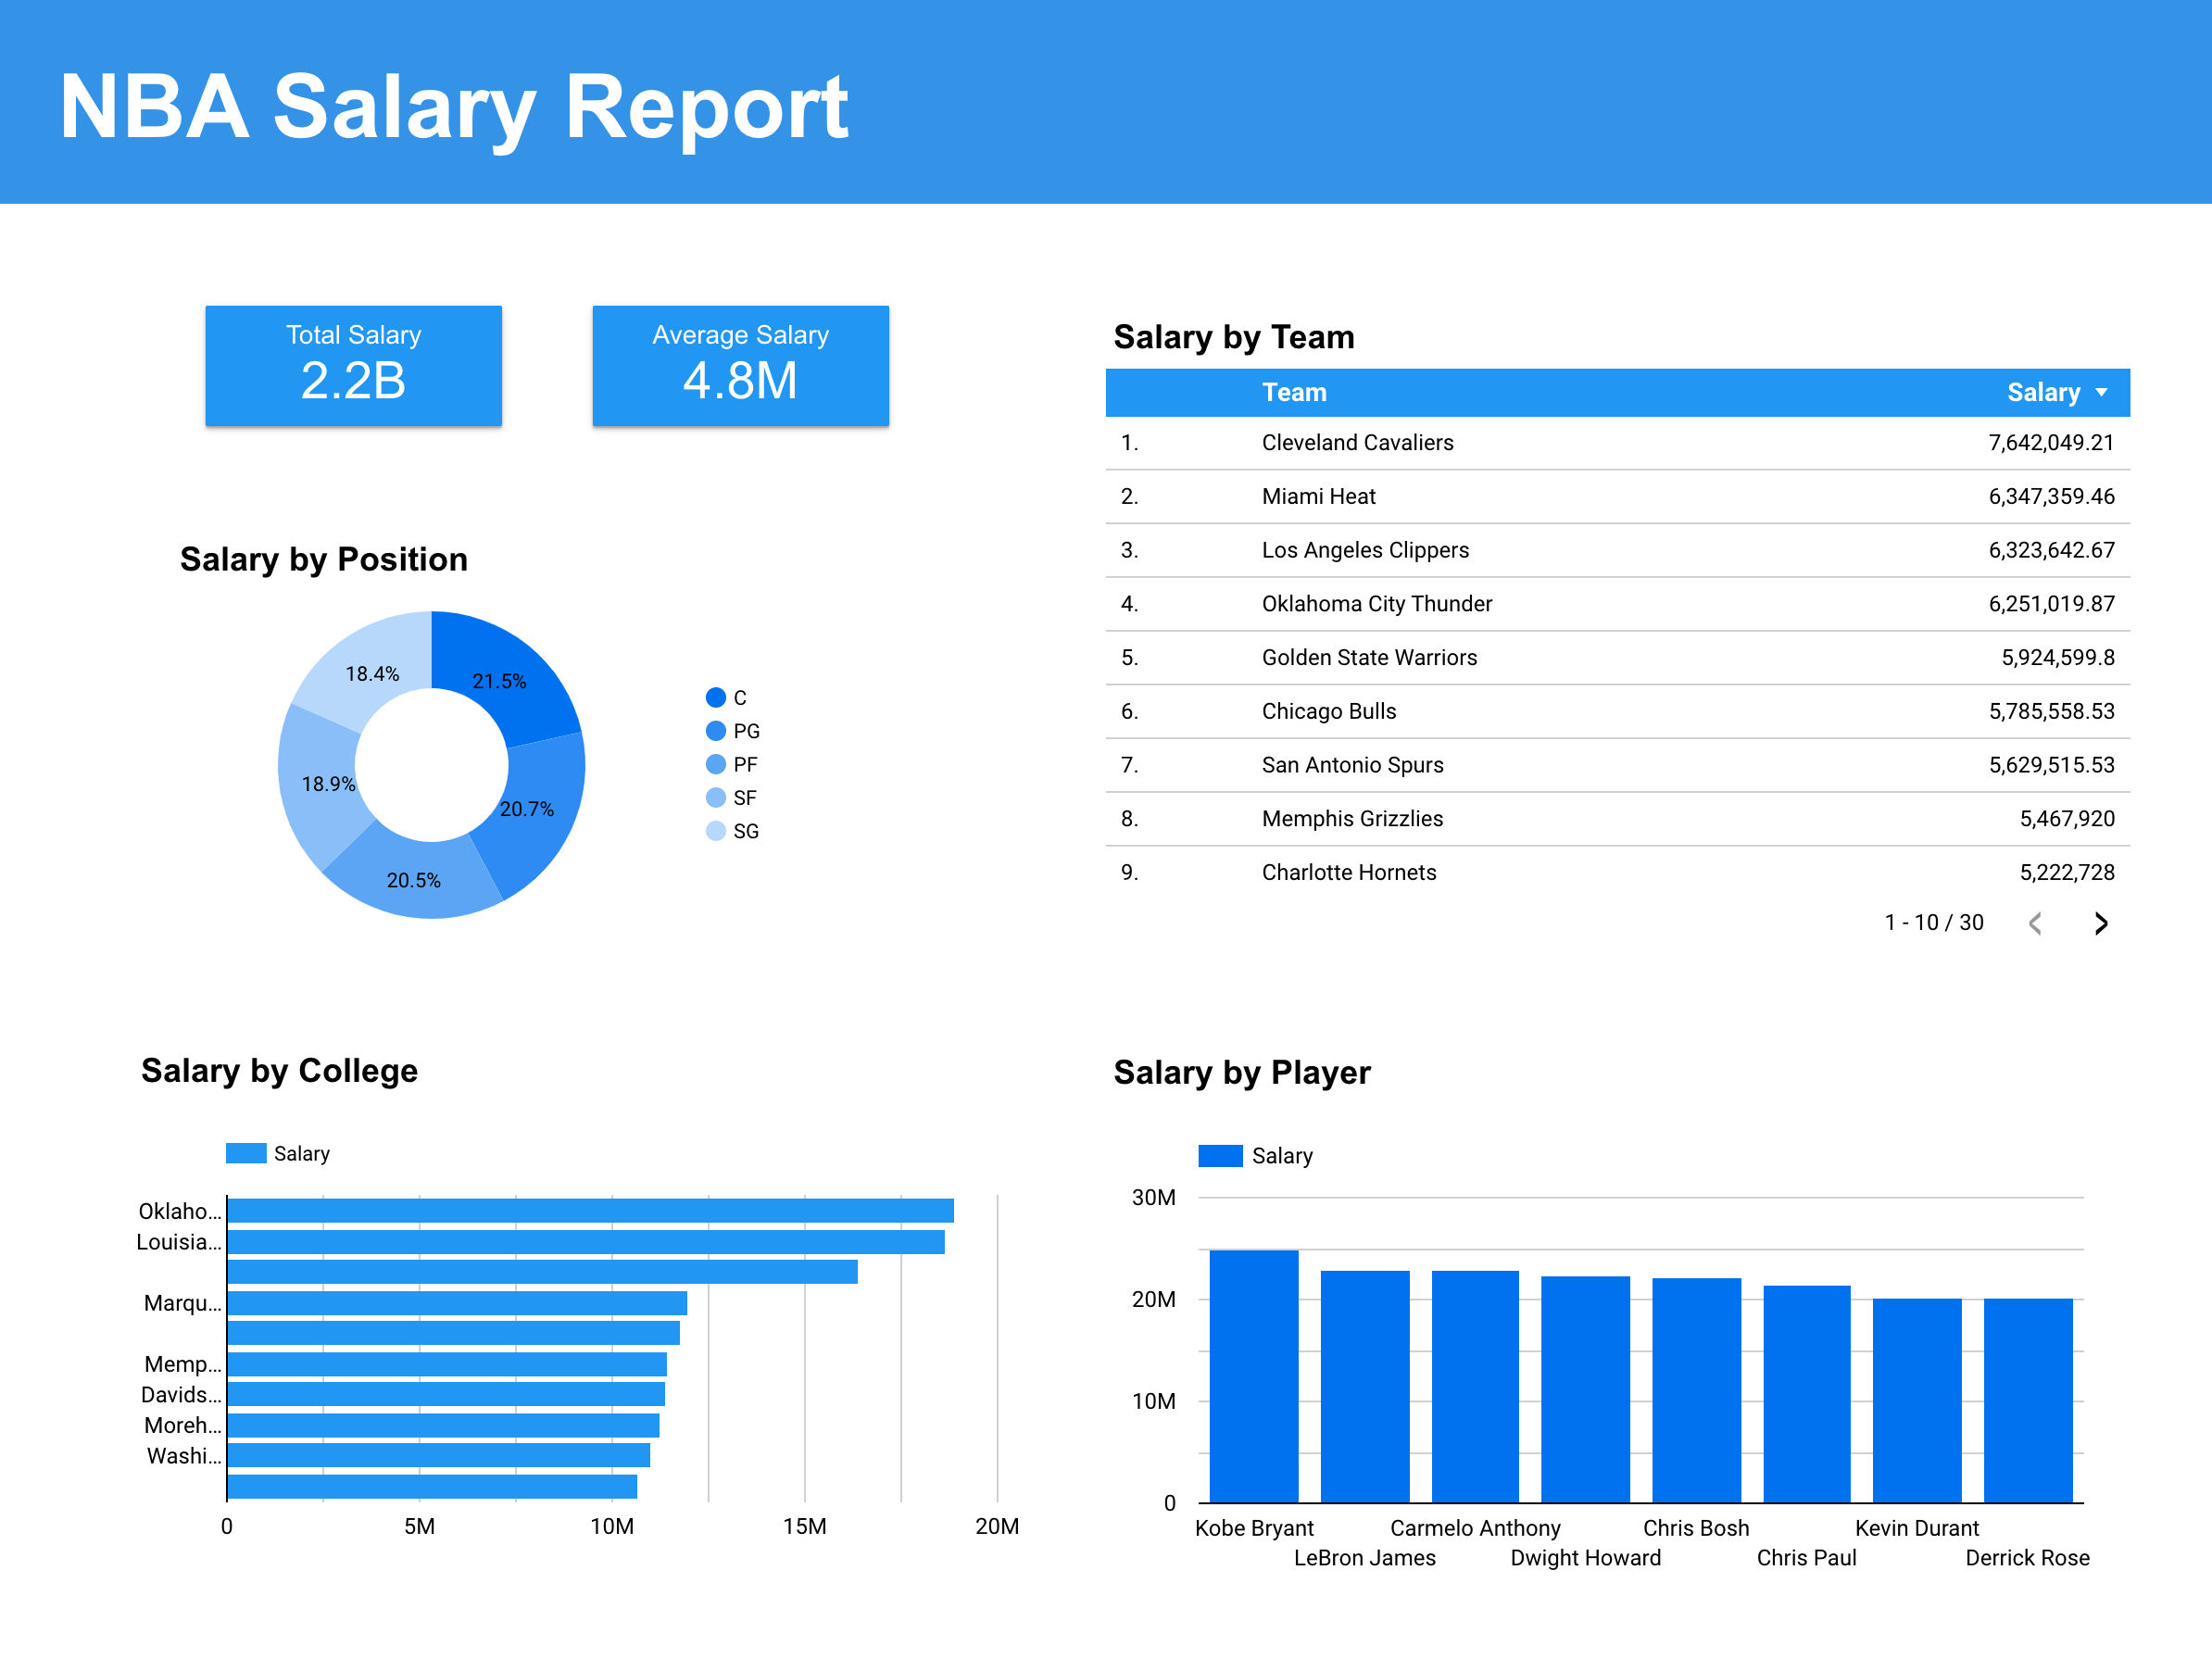 NBA Salary Report
Total Salary
2.2B
Average Salary
4.8M
Salary by Position
18.4%
21.5%
18.9%
20.7%
20.5%
C
PG
PF
SF
SG
Salary by Team
Team Salary
1. Cleveland Cavaliers 7,642,049.21
2. Miami Heat 6,347,359.46
3. Los Angeles Clippers 6,323,642.67
4. Oklahoma City Thunder 6,251,019.87
5. Golden State Warriors 5,924,599.8
6. Chicago Bulls 5,785,558.53
7. San Antonio Spurs 5,629,515.53
8. Memphis Grizzlies 5,467,920
9. Charlotte Hornets 5,222,728
1 - 10 / 30
Salary by College
Salary
Oklaho...
Louisia...
Marqu...
Memp...
Davids...
Moreh...
Washi...
0 5M 10M 15M 20M
Salary by Player
Salary
30M
20M
10M
0
Kobe Bryant Carmelo Anthony Chris Bosh Kevin Durant
LeBron James Dwight Howard Chris Paul Derrick Rose